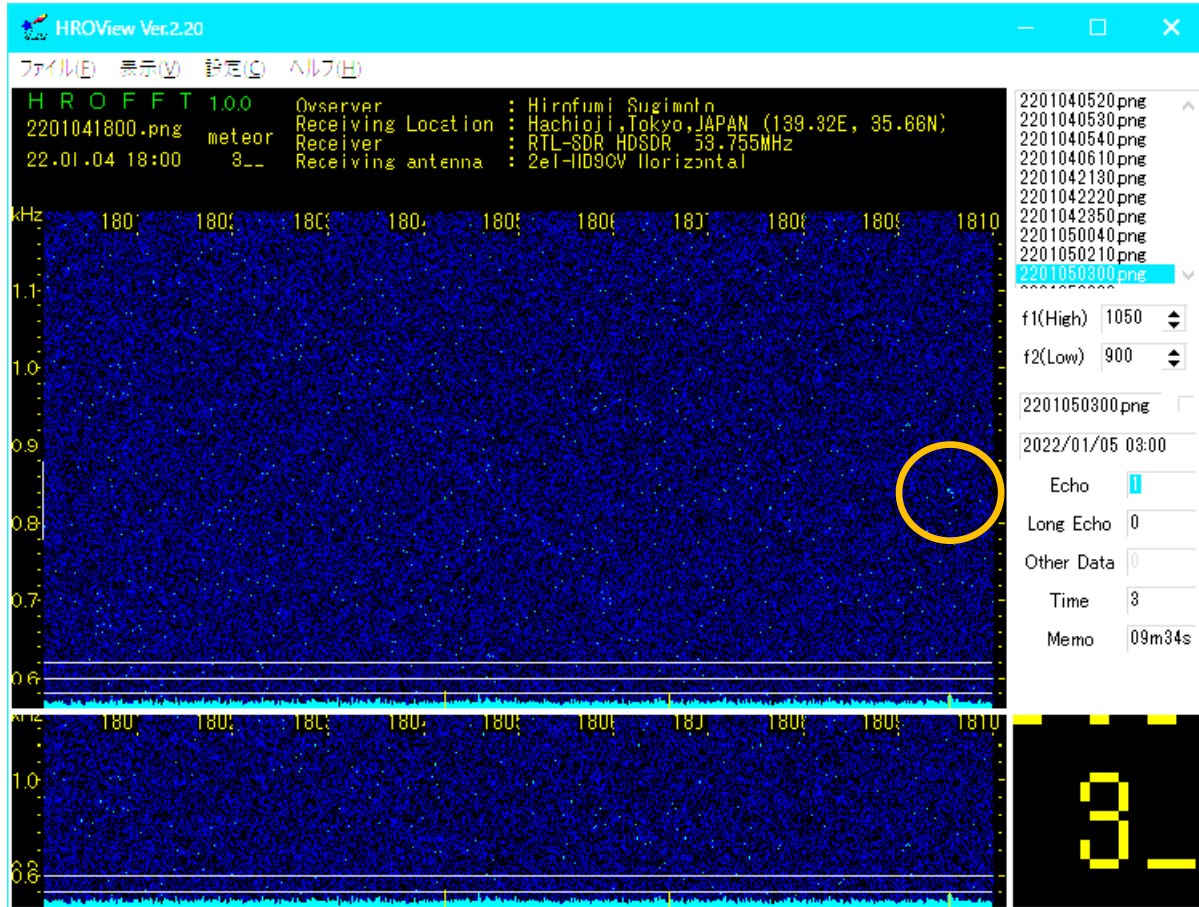 HROView Ver.2.20
ファイル(F) 表示(V) 設定(C) ヘルプ(H)
H R O F F T 1.0.0
2201041800.png meteor
22.01.04 18:00 3__
Ovserver : Hirofumi Sugimoto
Receiving Location : Hachioji,Tokyo,JAPAN (139.32E, 35.66N)
Receiver : RTL-SDR HDSDR 53.755MHz
Receiving antenna : Horizontal
kHz 1810
1.1
1.0
0.9
0.8
0.7
0.6
kHz 1810
1.0
2201040520.png
2201040530.png
2201040540.png
2201040610.png
2201042130.png
2201042220.png
2201042350.png
2201050040.png
2201050210.png
2201050300.png
f1(High) 1050
f2(Low) 900
2201050300.png
2022/01/05 03:00
Echo 1
Long Echo 0
Other Data 0
Time 3
Memo 09m34s
3_